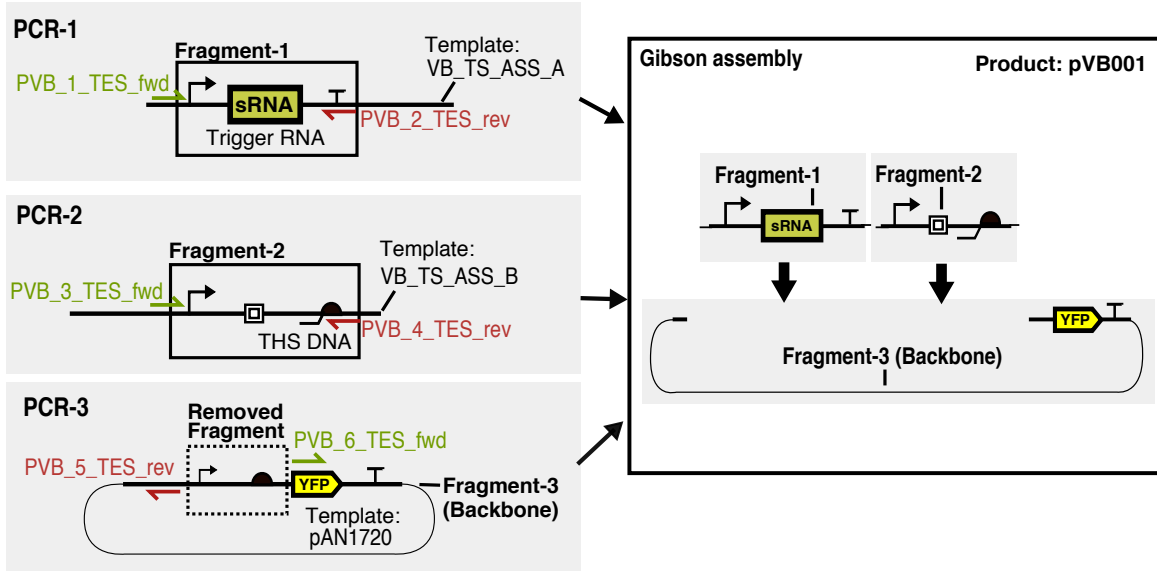 PCR-1
Fragment-1
Template:
VB_TS_ASS_A
PVB_1_TES_fwd
sRNA
PVB_2_TES_rev
Trigger RNA
PCR-2
Fragment-2
Template:
VB_TS_ASS_B
PVB_3_TES_fwd
PVB_4_TES_rev
THS DNA
PCR-3
Removed
Fragment
PVB_6_TES_fwd
PVB_5_TES_rev
YFP
Fragment-3
(Backbone)
Template:
pAN1720
Gibson assembly
Product: pVB001
Fragment-1
Fragment-2
sRNA
YFP
Fragment-3 (Backbone)